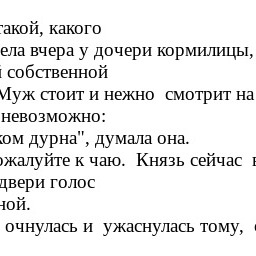 такой, какого
ела вчера у дочери кормилицы,
собственной
Муж стоит и нежно смотрит на
невозможно:
ком дурна", думала она.
ожалуйте к чаю. Князь сейчас
двери голос
ной.
очнулась и ужаснулась тому,